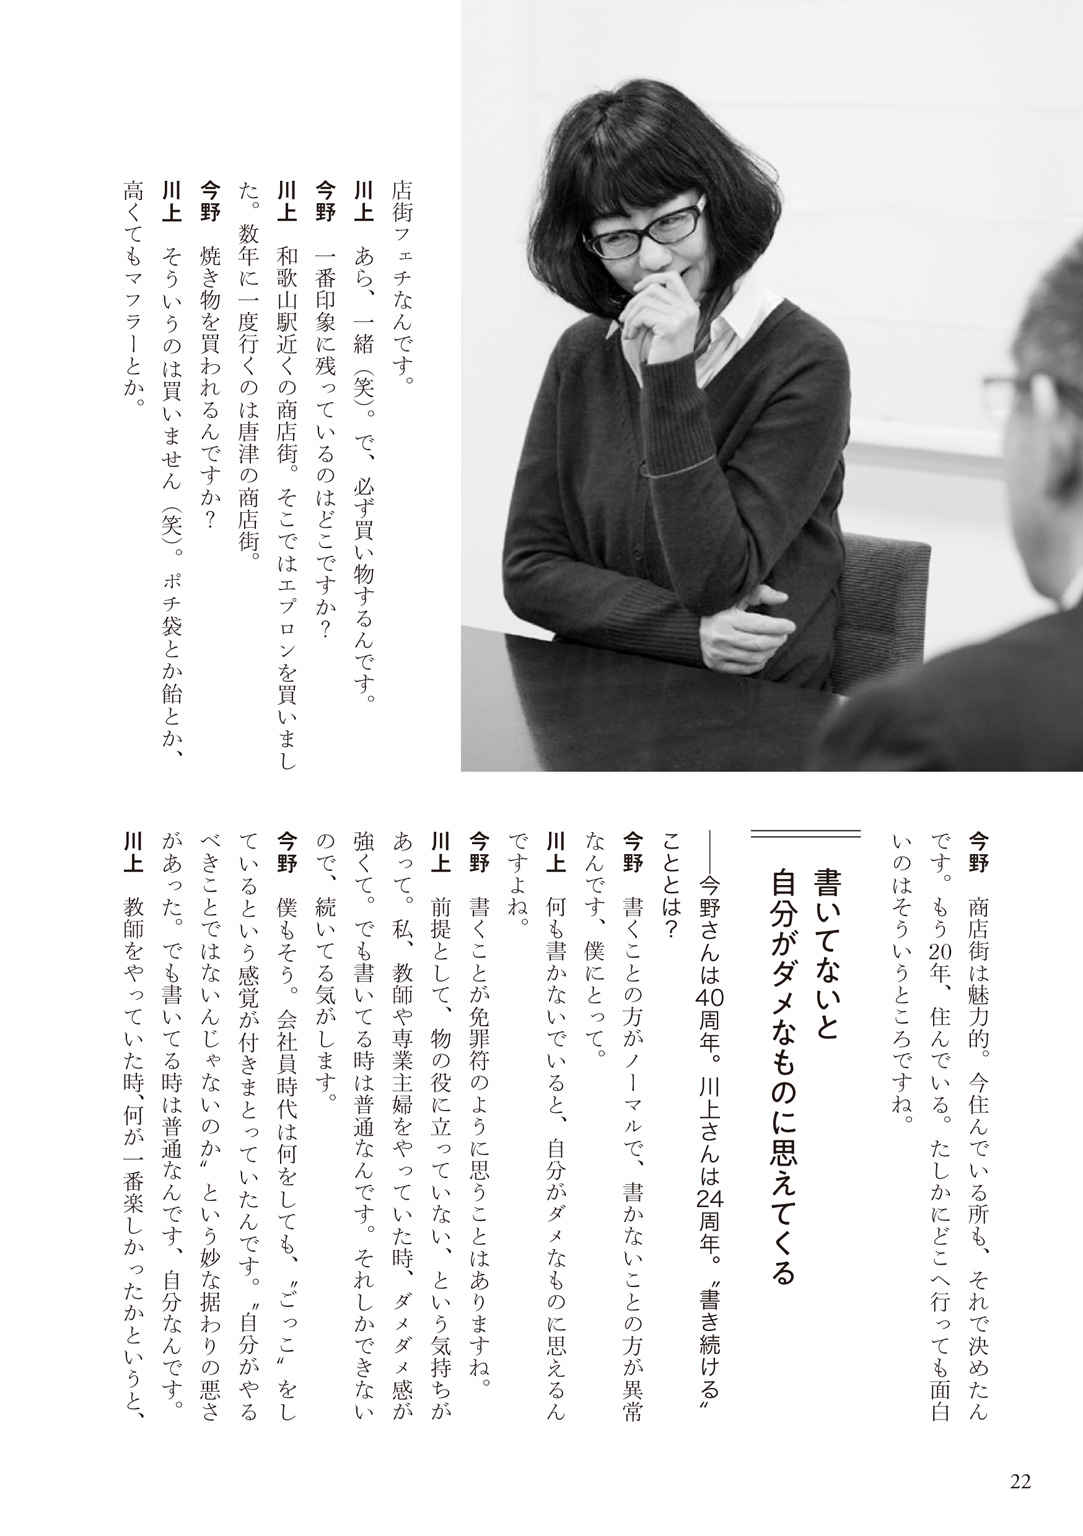 店街フェチなんです。
川上　あら、一緒（笑）。で、必ず買い物するんです。
今野　一番印象に残っているのはどこですか？
川上　和歌山駅近くの商店街。そこではエプロンを買いまし
た。数年に一度行くのは唐津の商店街。
今野　焼き物を買われるんですか？
川上　そういうのは買いません（笑）。ポチ袋とか飴とか、
高くてもマフラーとか。
今野　商店街は魅力的。今住んでいる所も、それで決めたん
です。もう20年、住んでいる。たしかにどこへ行っても面白
いのはそういうところですね。
書いてないと
自分がダメなものに思えてくる
──今野さんは40周年。川上さんは24周年。〝書き続ける〟
こととは？
今野　書くことの方がノーマルで、書かないことの方が異常
なんです、僕にとって。
川上　何も書かないでいると、自分がダメなものに思えるん
ですよね。
今野　書くことが免罪符のように思うことはありますね。
川上　前提として、物の役に立っていない、という気持ちが
あって。私、教師や専業主婦をやっていた時、ダメダメ感が
強くて。でも書いてる時は普通なんです。それしかできない
ので、続いてる気がします。
今野　僕もそう。会社員時代は何をしても、〝ごっこ〟をし
ているという感覚が付きまとっていたんです。〝自分がやる
べきことではないんじゃないのか〟という妙な据わりの悪さ
があった。でも書いてる時は普通なんです、自分なんです。
川上　教師をやっていた時、何が一番楽しかったかというと、
22